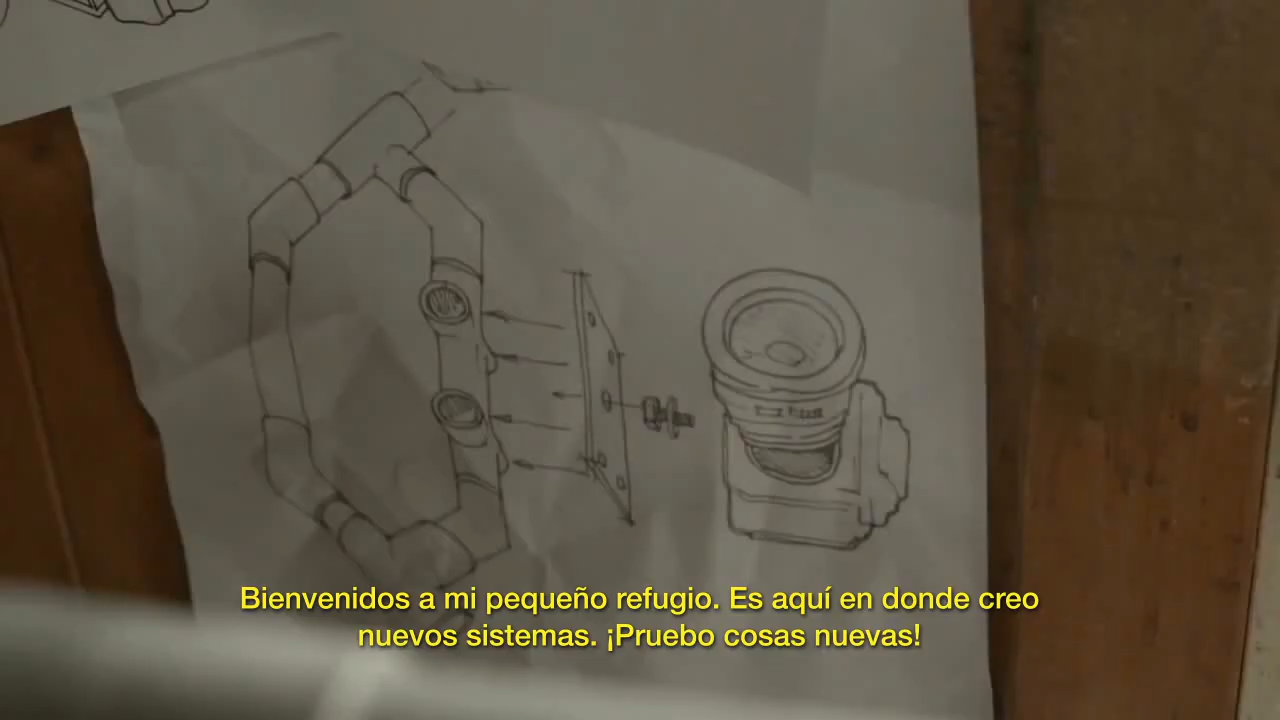 Bienvenidos a mi pequeño refugio. Es aquí en donde creo
nuevos sistemas. ¡Pruebo cosas nuevas!